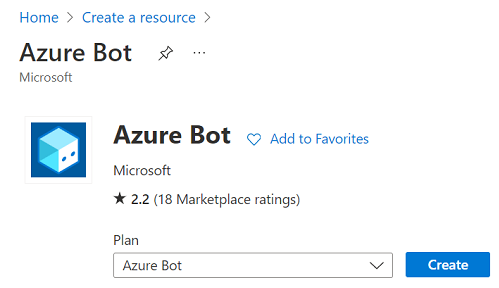 Home > Create a resource >
Azure Bot ...
Microsoft
Azure Bot Add to Favorites
Microsoft
★ 2.2 (18 Marketplace ratings)
Plan
Azure Bot
Create